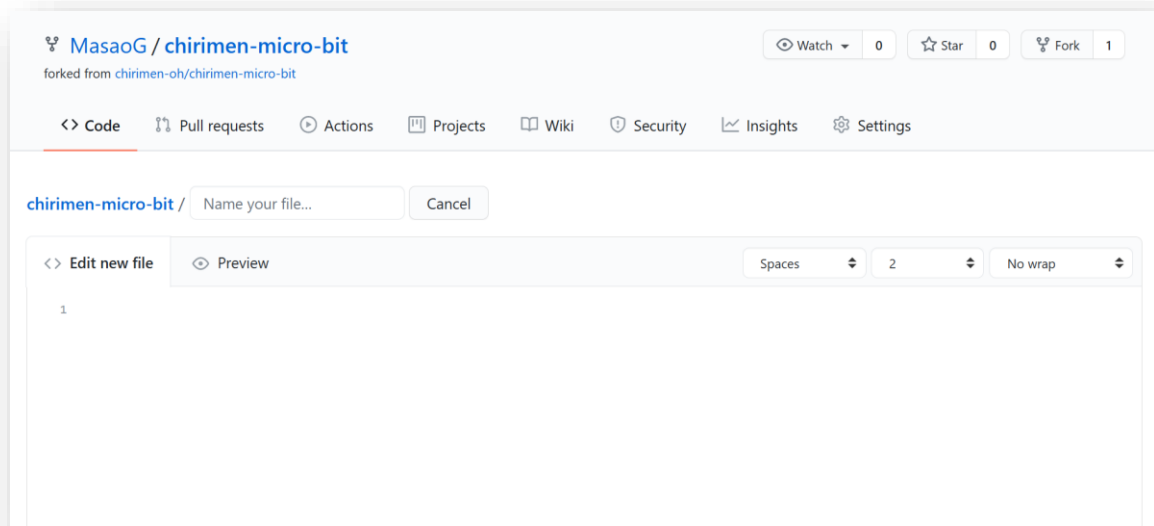 MasaoG / chirimen-micro-bit
Watch 0 Star 0 Fork 1
forked from chirimen-oh/chirimen-micro-bit
<> Code Pull requests Actions Projects Wiki Security Insights Settings
chirimen-micro-bit / Name your file... Cancel
<> Edit new file Preview Spaces 2 No wrap
1